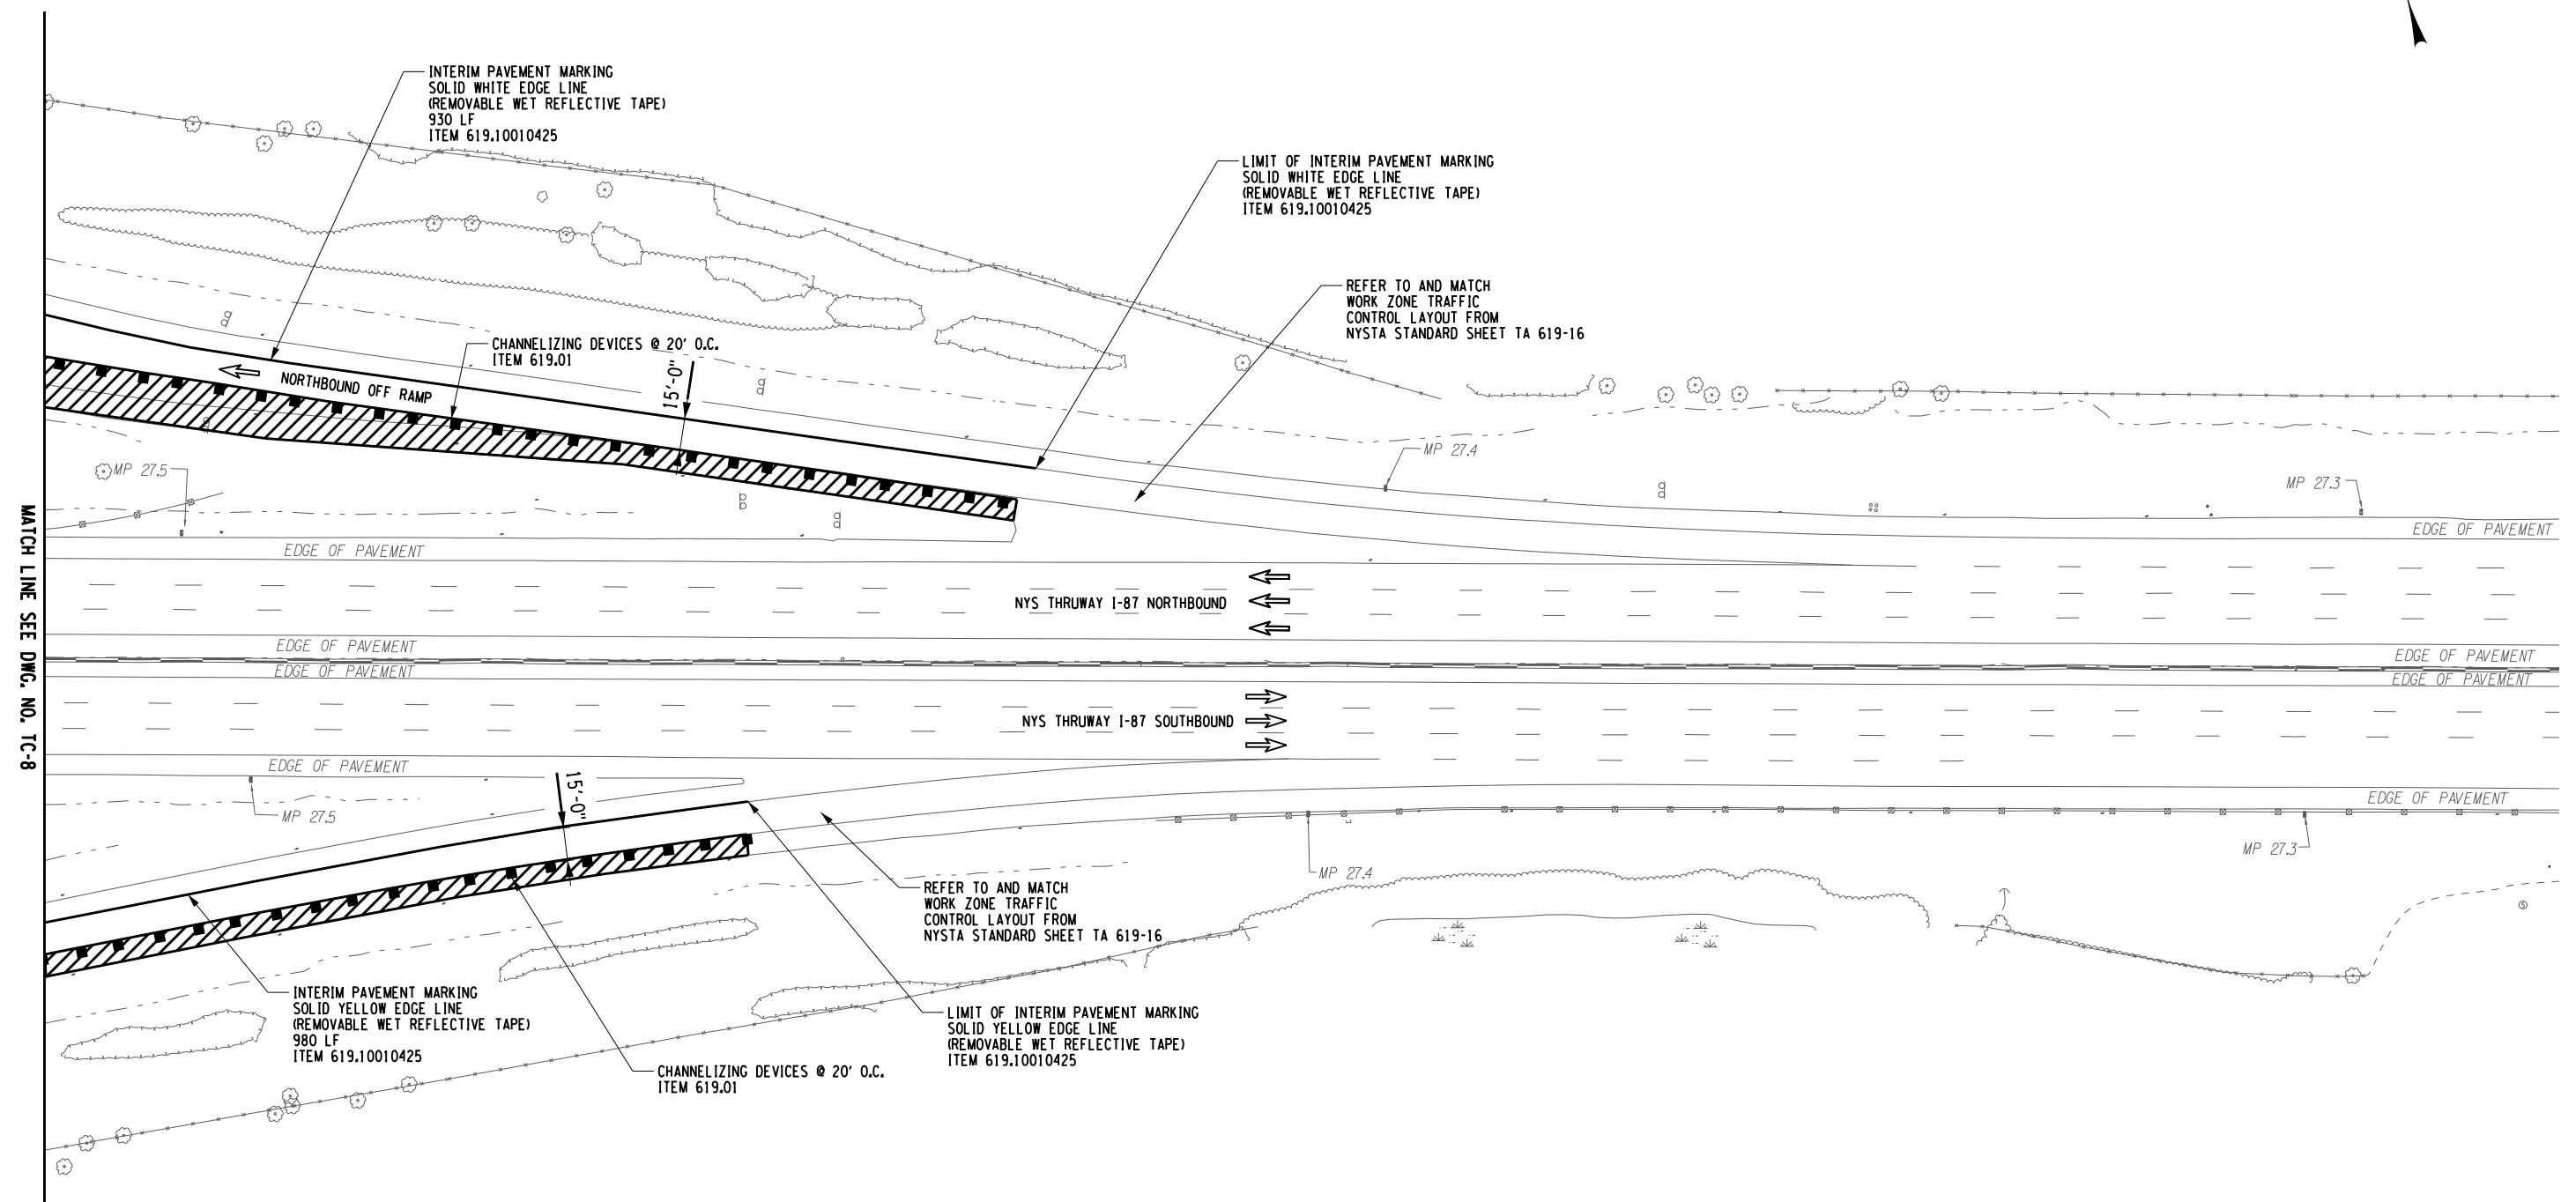 INTERIM PAVEMENT MARKING
SOLID WHITE EDGE LINE
(REMOVABLE WET REFLECTIVE TAPE)
930 LF
ITEM 619.10010425
LIMIT OF INTERIM PAVEMENT MARKING
SOLID WHITE EDGE LINE
(REMOVABLE WET REFLECTIVE TAPE)
ITEM 619.10010425
REFER TO AND MATCH
WORK ZONE TRAFFIC
CONTROL LAYOUT FROM
NYSTA STANDARD SHEET TA 619-16
CHANNELIZING DEVICES @ 20' O.C.
ITEM 619.01
15'-0"
NORTHBOUND OFF RAMP
MP 27.5
MP 27.4
MP 27.3
EDGE OF PAVEMENT
EDGE OF PAVEMENT
NYS THRUWAY I-87 NORTHBOUND
EDGE OF PAVEMENT
EDGE OF PAVEMENT
EDGE OF PAVEMENT
EDGE OF PAVEMENT
NYS THRUWAY I-87 SOUTHBOUND
EDGE OF PAVEMENT
EDGE OF PAVEMENT
MATCH LINE SEE DWG. NO. TC-8
15'-0"
MP 27.5
MP 27.4
MP 27.3
REFER TO AND MATCH
WORK ZONE TRAFFIC
CONTROL LAYOUT FROM
NYSTA STANDARD SHEET TA 619-16
INTERIM PAVEMENT MARKING
SOLID YELLOW EDGE LINE
(REMOVABLE WET REFLECTIVE TAPE)
980 LF
ITEM 619.10010425
LIMIT OF INTERIM PAVEMENT MARKING
SOLID YELLOW EDGE LINE
(REMOVABLE WET REFLECTIVE TAPE)
ITEM 619.10010425
CHANNELIZING DEVICES @ 20' O.C.
ITEM 619.01